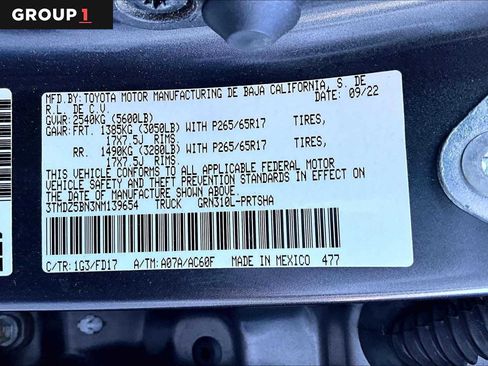 GROUP 1
MFD.BY: TOYOTA MOTOR MANUFACTURING DE BAJA CALIFORNIA, S. DE
R.L. DE C.V. DATE: 09/22
GVWR: 2540KG (5600LB)
GAWR: FRT. 1385KG (3050LB) WITH P265/65R17 TIRES,
17X7.5J RIMS.
RR. 1490KG (3280LB) WITH P265/65R17 TIRES,
17X7.5J RIMS.
THIS VEHICLE CONFORMS TO ALL APPLICABLE FEDERAL MOTOR
VEHICLE SAFETY AND THEFT PREVENTION STANDARDS IN
EFFECT ON THE DATE OF MANUFACTURE SHOWN ABOVE.
3TMDZ5BN3NM139654 TRUCK GRN310L-PRTSHA
C/TR: 1G3/FD17 A/TM: A07A/AC60F MADE IN MEXICO 477